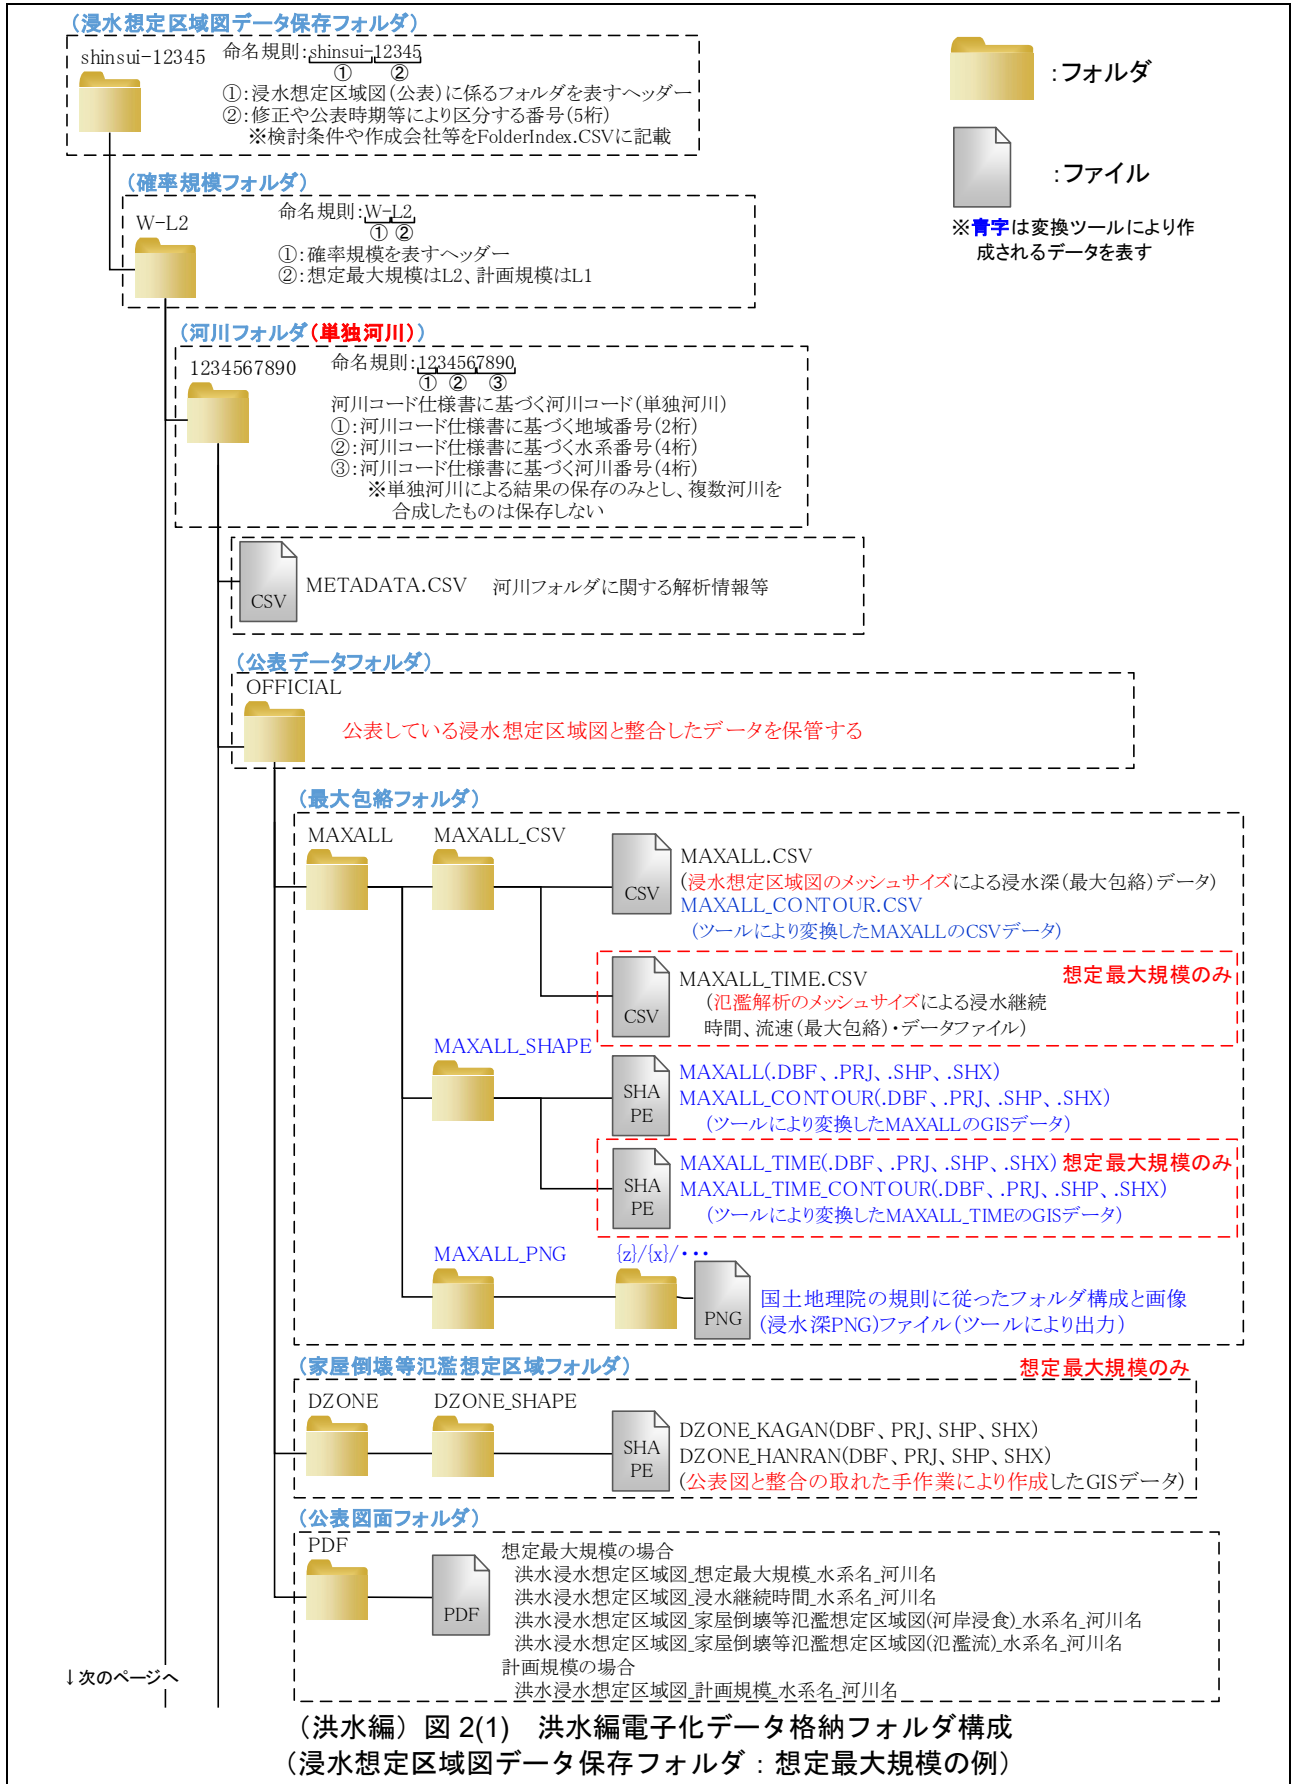 （浸水想定区域図データ保存フォルダ）
shinsui-12345
命名規則:shinsui-12345
① ②
①:浸水想定区域図(公表)に係るフォルダを表すヘッダー
②:修正や公表時期等により区分する番号(5桁)
※検討条件や作成会社等をFolderIndex.CSVに記載
:フォルダ
:ファイル
※青字は変換ツールにより作
成されるデータを表す
（確率規模フォルダ）
W-L2
命名規則:W-L2
① ②
①:確率規模を表すヘッダー
②:想定最大規模はL2、計画規模はL1
（河川フォルダ(単独河川)）
1234567890
命名規則:1234567890
① ② ③
河川コード仕様書に基づく河川コード(単独河川)
①:河川コード仕様書に基づく地域番号(2桁)
②:河川コード仕様書に基づく水系番号(4桁)
③:河川コード仕様書に基づく河川番号(4桁)
※単独河川による結果の保存のみとし、複数河川を
合成したものは保存しない
CSV
METADATA.CSV 河川フォルダに関する解析情報等
（公表データフォルダ）
OFFICIAL
公表している浸水想定区域図と整合したデータを保管する
（最大包絡フォルダ）
MAXALL
MAXALL_CSV
CSV
MAXALL.CSV
(浸水想定区域図のメッシュサイズによる浸水深(最大包絡)データ)
MAXALL_CONTOUR.CSV
(ツールにより変換したMAXALLのCSVデータ)
CSV
MAXALL_TIME.CSV
想定最大規模のみ
(氾濫解析のメッシュサイズによる浸水継続
時間、流速(最大包絡)・データファイル)
MAXALL_SHAPE
SHA
PE
MAXALL(.DBF、.PRJ、.SHP、.SHX)
MAXALL_CONTOUR(.DBF、.PRJ、.SHP、.SHX)
(ツールにより変換したMAXALLのGISデータ)
SHA
PE
MAXALL_TIME(.DBF、.PRJ、.SHP、.SHX)
想定最大規模のみ
MAXALL_TIME_CONTOUR(.DBF、.PRJ、.SHP、.SHX)
(ツールにより変換したMAXALL_TIMEのGISデータ)
MAXALL_PNG
{z}/{x}/・・・
PNG
国土地理院の規則に従ったフォルダ構成と画像
(浸水深PNG)ファイル(ツールにより出力)
（家屋倒壊等氾濫想定区域フォルダ）
想定最大規模のみ
DZONE
DZONE_SHAPE
SHA
PE
DZONE_KAGAN(DBF、PRJ、SHP、SHX)
DZONE_HANRAN(DBF、PRJ、SHP、SHX)
(公表図と整合の取れた手作業により作成したGISデータ)
（公表図面フォルダ）
PDF
PDF
想定最大規模の場合
洪水浸水想定区域図_想定最大規模_水系名_河川名
洪水浸水想定区域図_浸水継続時間_水系名_河川名
洪水浸水想定区域図_家屋倒壊等氾濫想定区域図(河岸浸食)_水系名_河川名
洪水浸水想定区域図_家屋倒壊等氾濫想定区域図(氾濫流)_水系名_河川名
計画規模の場合
洪水浸水想定区域図_計画規模_水系名_河川名
↓次のページへ
（洪水編）図 2(1) 洪水編電子化データ格納フォルダ構成
（浸水想定区域図データ保存フォルダ：想定最大規模の例）